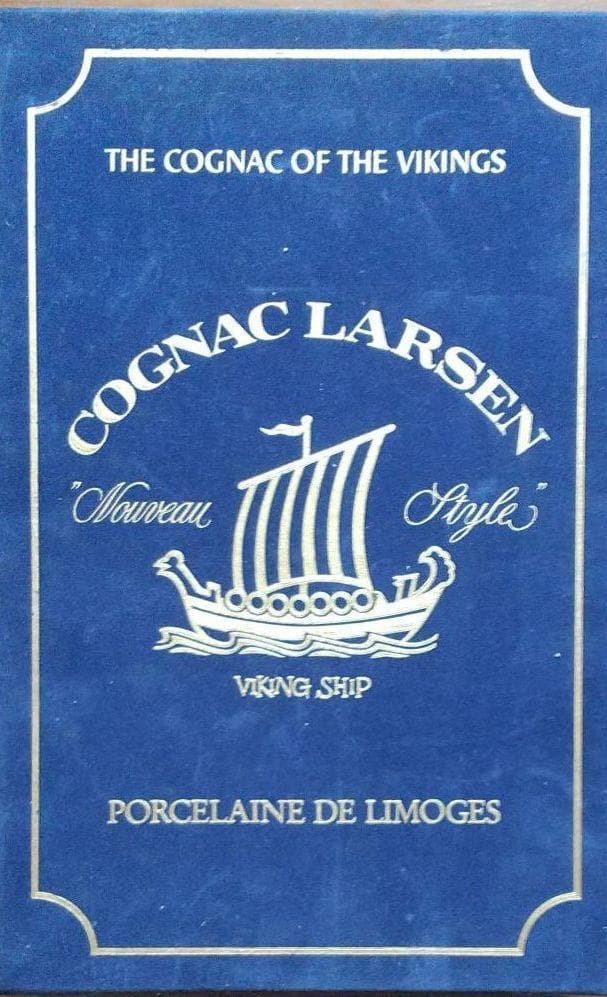 THE COGNAC OF THE VIKINGS
COGNAC LARSEN
"Nouveau Style"
VIKING SHIP
PORCELAINE DE LIMOGES